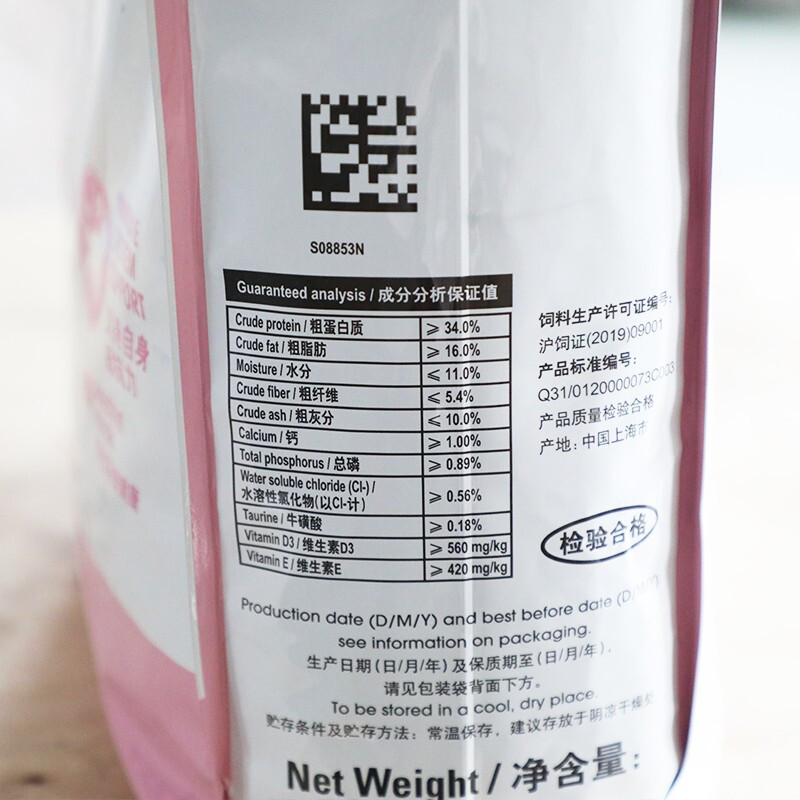 S08853N
Guaranteed analysis / 成分分析保证值
Crude protein / 粗蛋白质 ⩾ 34.0%
Crude fat / 粗脂肪 ⩾ 16.0%
Moisture / 水分 ⩽ 11.0%
Crude fiber / 粗纤维 ⩽ 5.4%
Crude ash / 粗灰分 ⩽ 10.0%
Calcium / 钙 ⩾ 1.00%
Total phosphorus / 总磷 ⩾ 0.89%
Water soluble chloride (Cl-) /
水溶性氯化物(以Cl-计) ⩾ 0.56%
Taurine / 牛磺酸 ⩾ 0.18%
Vitamin D3 / 维生素D3 ⩾ 560 mg/kg
Vitamin E / 维生素E ⩾ 420 mg/kg
饲料生产许可证编号:
沪饲证(2019)09001
产品标准编号:
Q31/0120000073C003
产品质量检验合格
产地: 中国上海市
检验合格
Production date (D/M/Y) and best before date (D/M/Y)
see information on packaging.
生产日期(日/月/年)及保质期至(日/月/年),
请见包装袋背面下方。
To be stored in a cool, dry place.
贮存条件及贮存方法: 常温保存, 建议存放于阴凉干燥处
Net Weight / 净含量:
自身